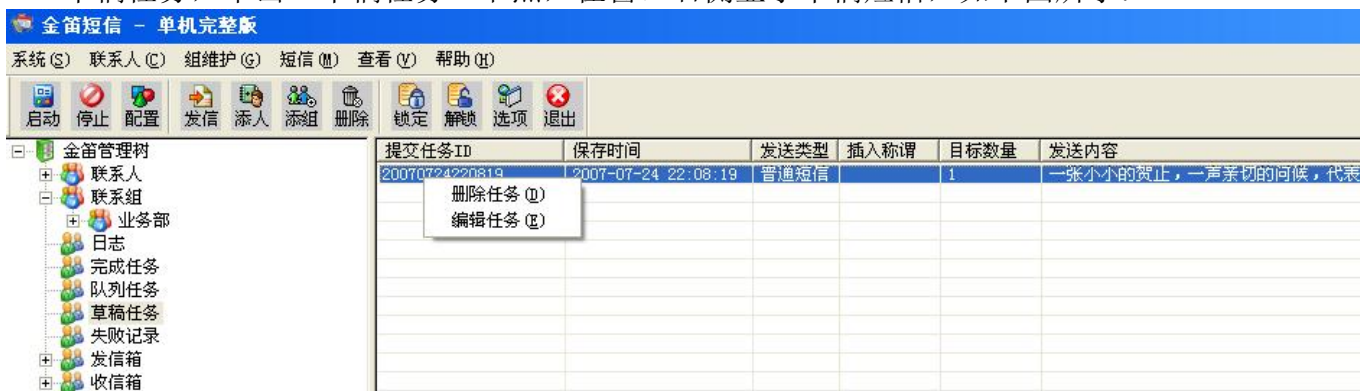 金笛短信 - 单机完整版
系统(S) 联系人(C) 组维护(G) 短信(M) 查看(V) 帮助(H)
启动 停止 配置 发信 添人 添组 删除 锁定 解锁 选项 退出
金笛管理树
联系人
联系组
业务部
日志
完成任务
队列任务
草稿任务
失败记录
发信箱
收信箱
提交任务ID 保存时间 发送类型 插入称谓 目标数量 发送内容
20070724220819 2007-07-24 22:08:19 普通短信 1 一张小小的贺止，一声亲切的问候，代表
删除任务(D)
编辑任务(E)